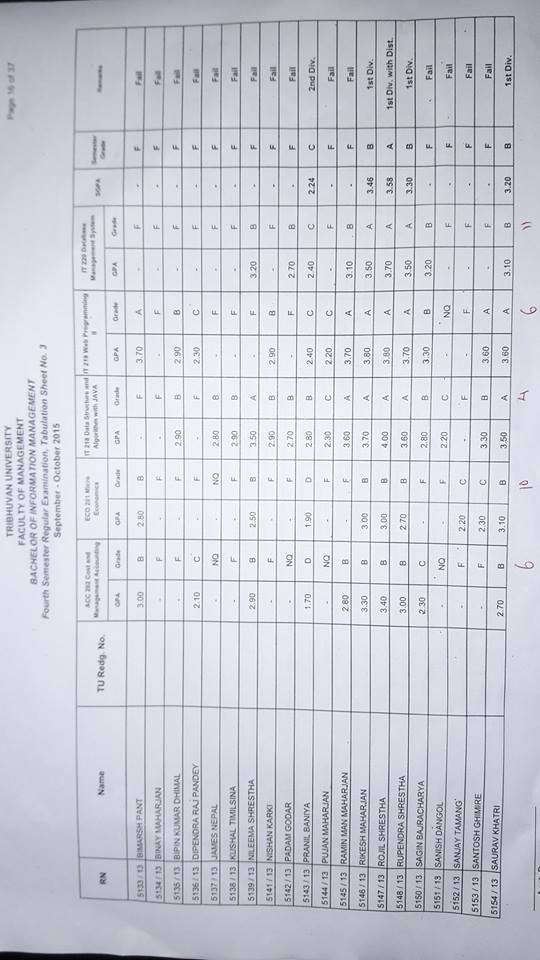 TRIBHUVAN UNIVERSITY
Page 16 of 37
FACULTY OF MANAGEMENT
BACHELOR OF INFORMATION MANAGEMENT
Fourth Semester Regular Examination, Tabulation Sheet No. 3
September - October 2015
RN Name TU Redg. No. ACC 202 Cost and Management Accounting ECO 201 Micro Economics IT 218 Data Structure and Algorithm with JAVA IT 219 Web Programming II IT 220 Database Management System SGPA Semester Grade Remarks
GPA Grade GPA Grade GPA Grade GPA Grade GPA Grade
5133 / 13 BIMARSH PANT 3.00 B 2.80 B - F 3.70 A - F - F Fail
5134 / 13 BINAY MAHARJAN - F - F - F - F - F - F Fail
5135 / 13 BIPIN KUMAR DHIMAL - F - F 2.90 B 2.90 B - F - F Fail
5136 / 13 DIPENDRA RAJ PANDEY 2.10 C - F - F 2.30 C - F - F Fail
5137 / 13 JAMES NEPAL - NQ - NQ 2.80 B - F - F - F Fail
5138 / 13 KUSHAL TIMILSINA - F - F 2.90 B - F - F - F Fail
5139 / 13 NILEEMA SHRESTHA 2.90 B 2.50 B 3.50 A - F 3.20 B - F Fail
5141 / 13 NISHAN KARKI - F - F 2.90 B 2.90 B - F - F Fail
5142 / 13 PADAM GODAR - NQ - F 2.70 B - F 2.70 B - F Fail
5143 / 13 PRANIL BANIYA 1.70 D 1.90 D 2.80 B 2.40 C 2.40 C 2.24 C 2nd Div.
5144 / 13 PUJAN MAHARJAN - NQ - F 2.30 C 2.20 C - F - F Fail
5145 / 13 RAMIN MAN MAHARJAN 2.80 B - F 3.60 A 3.70 A 3.10 B - F Fail
5146 / 13 RIKESH MAHARJAN 3.30 B 3.00 B 3.70 A 3.80 A 3.50 A 3.46 B 1st Div.
5147 / 13 ROJIL SHRESTHA 3.40 B 3.00 B 4.00 A 3.80 A 3.70 A 3.58 A 1st Div. with Dist.
5148 / 13 RUPENDRA SHRESTHA 3.00 B 2.70 B 3.60 A 3.70 A 3.50 A 3.30 B 1st Div.
5150 / 13 SAGIN BAJRACHARYA 2.30 C - F 2.80 B 3.30 B 3.20 B - F Fail
5151 / 13 SANISH DANGOL - NQ - F 2.20 C - NQ - F - F Fail
5152 / 13 SANJAY TAMANG - F 2.20 C - F - F - F - F Fail
5153 / 13 SANTOSH GHIMIRE - F 2.30 C 3.30 B 3.60 A - F - F Fail
5154 / 13 SAURAV KHATRI 2.70 B 3.10 B 3.50 A 3.60 A 3.10 B 3.20 B 1st Div.
6 10 4 6 11